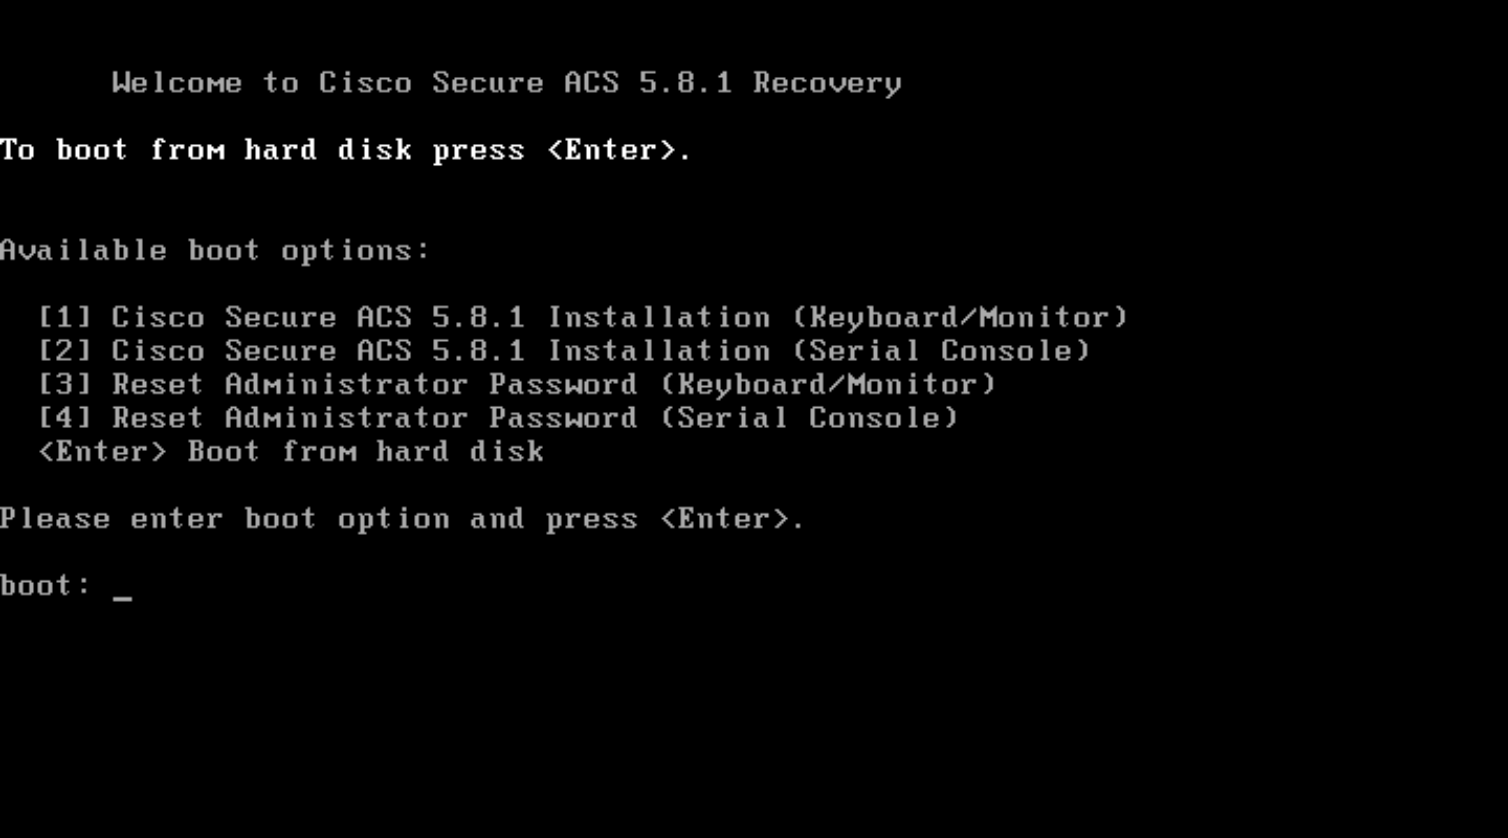 Welcome to Cisco Secure ACS 5.8.1 Recovery
To boot from hard disk press <Enter>.
Available boot options:
[1] Cisco Secure ACS 5.8.1 Installation (Keyboard/Monitor)
[2] Cisco Secure ACS 5.8.1 Installation (Serial Console)
[3] Reset Administrator Password (Keyboard/Monitor)
[4] Reset Administrator Password (Serial Console)
<Enter> Boot from hard disk
Please enter boot option and press <Enter>.
boot: _